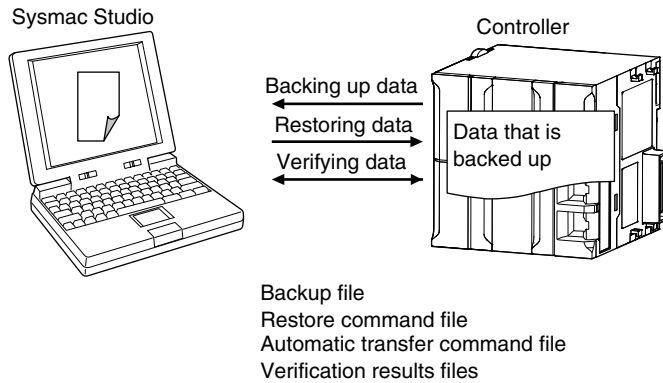 Sysmac Studio
Controller
Backing up data
Restoring data
Verifying data
Data that is
backed up
Backup file
Restore command file
Automatic transfer command file
Verification results files